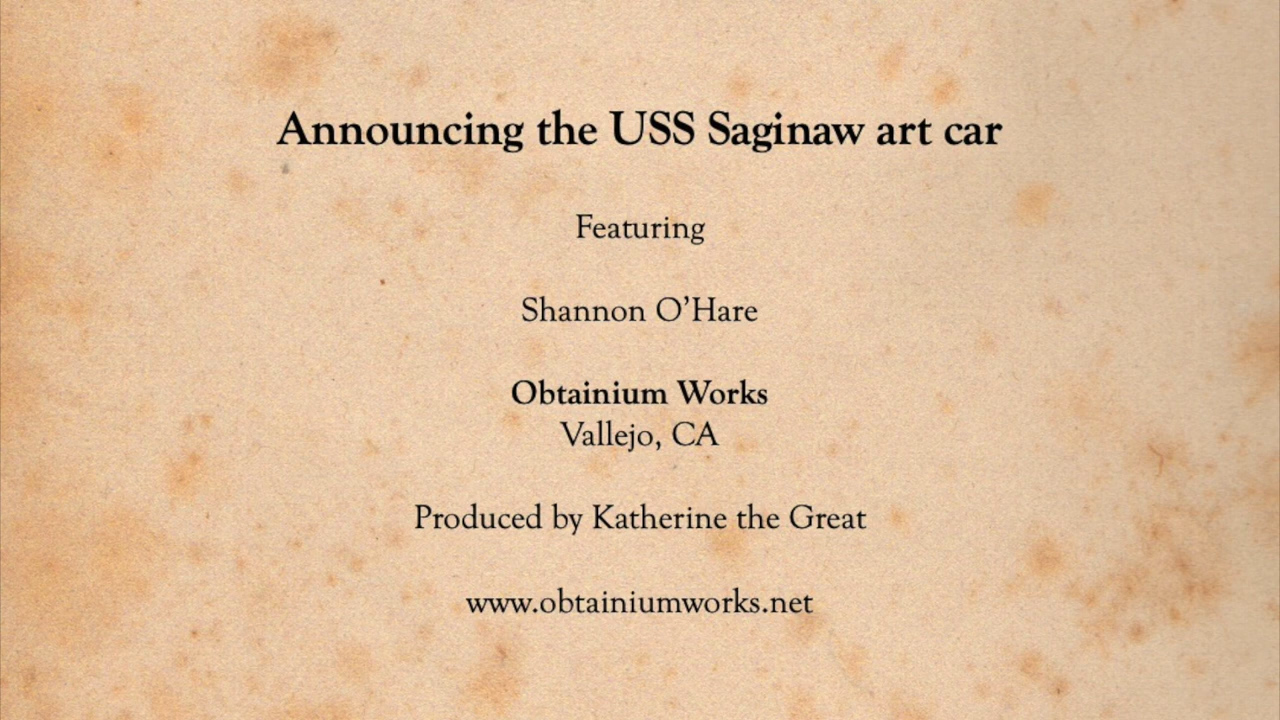 Announcing the USS Saginaw art car
Featuring
Shannon O’Hare
Obtainium Works
Vallejo, CA
Produced by Katherine the Great
www.obtainiumworks.net